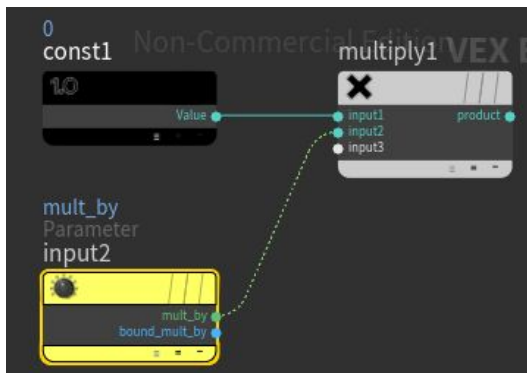 Non-Commercial Edition
VEX
0
const1
1.0
Value
multiply1
input1
product
input2
input3
mult_by
Parameter
input2
mult_by
bound_mult_by